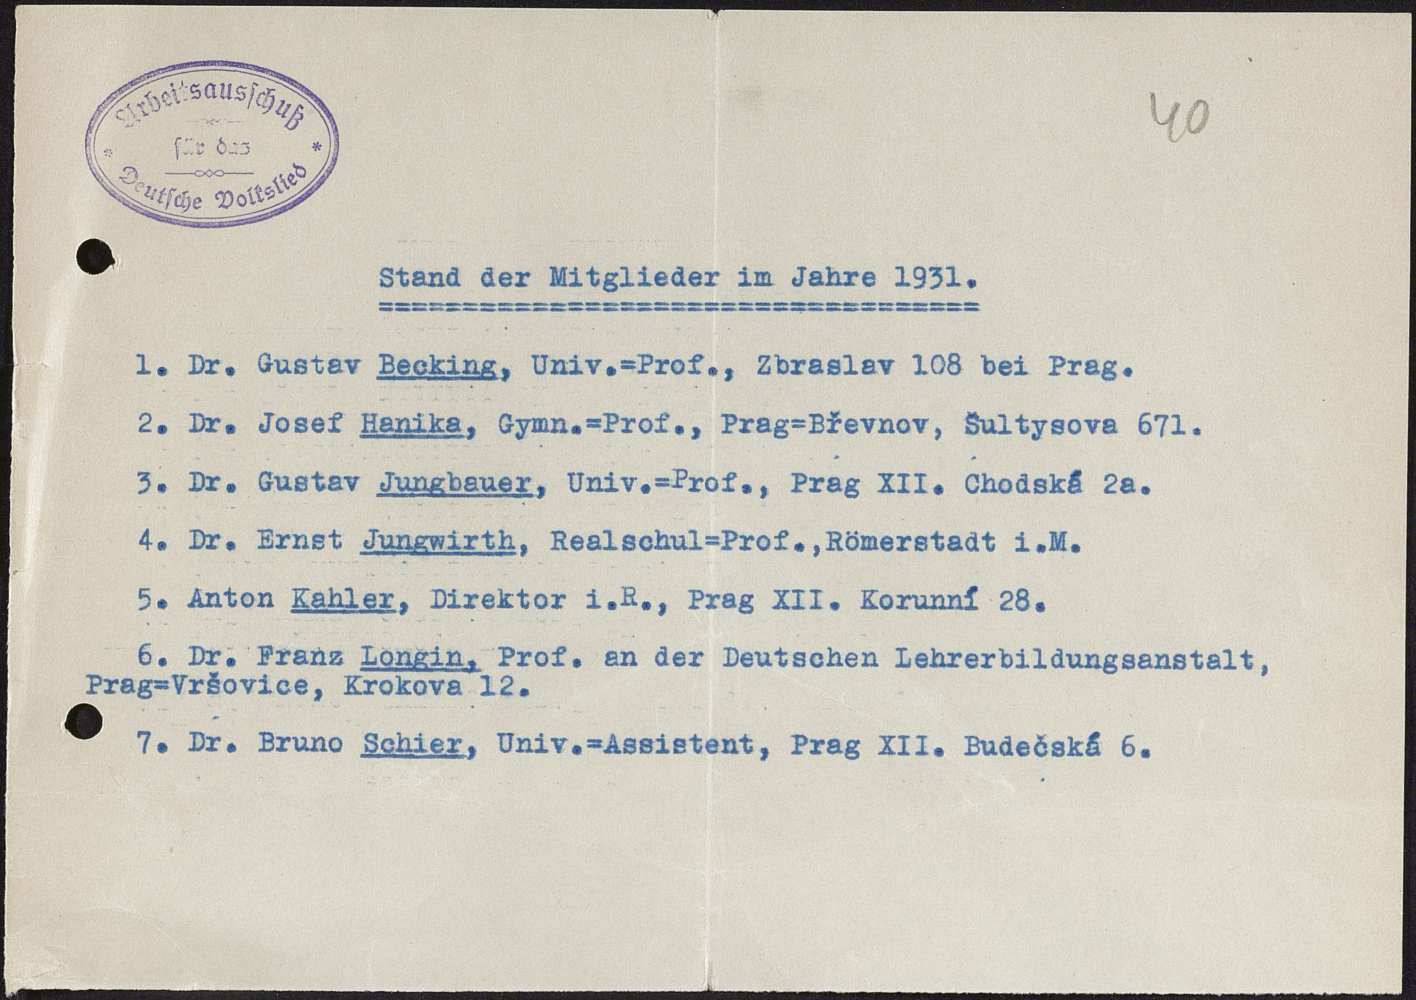 Arbeitsausschuß
für das
Deutsche Volkslied
40
Stand der Mitglieder im Jahre 1931.
===================================
1. Dr. Gustav Becking, Univ.=Prof., Zbraslav 108 bei Prag.
2. Dr. Josef Hanika, Gymn.=Prof., Prag=Břevnov, Šultysova 671.
3. Dr. Gustav Jungbauer, Univ.=Prof., Prag XII. Chodská 2a.
4. Dr. Ernst Jungwirth, Realschul=Prof.,Römerstadt i.M.
5. Anton Kahler, Direktor i.R., Prag XII. Korunní 28.
6. Dr. Franz Longin, Prof. an der Deutschen Lehrerbildungsanstalt,
Prag=Vršovice, Krokova 12.
7. Dr. Bruno Schier, Univ.=Assistent, Prag XII. Budečská 6.